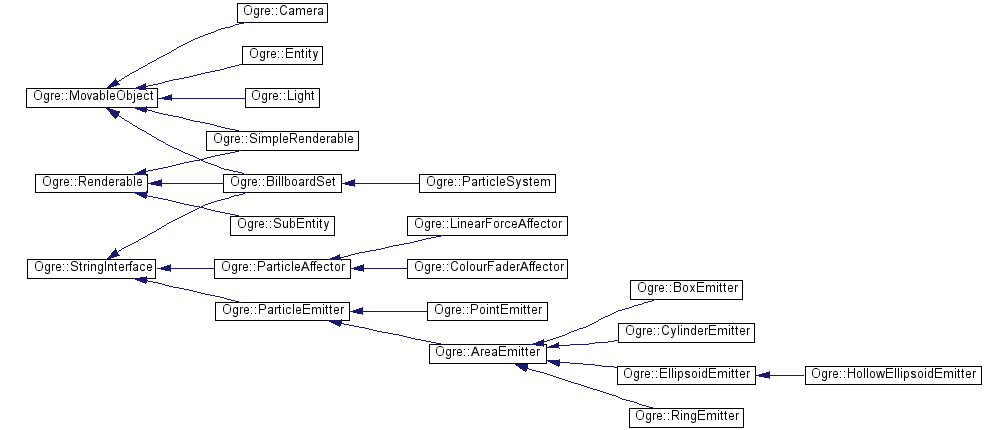 Ogre::Camera
Ogre::Entity
Ogre::MovableObject
Ogre::Light
Ogre::SimpleRenderable
Ogre::Renderable
Ogre::BillboardSet
Ogre::ParticleSystem
Ogre::SubEntity
Ogre::LinearForceAffector
Ogre::StringInterface
Ogre::ParticleAffector
Ogre::ColourFaderAffector
Ogre::BoxEmitter
Ogre::ParticleEmitter
Ogre::PointEmitter
Ogre::CylinderEmitter
Ogre::AreaEmitter
Ogre::EllipsoidEmitter
Ogre::HollowEllipsoidEmitter
Ogre::RingEmitter